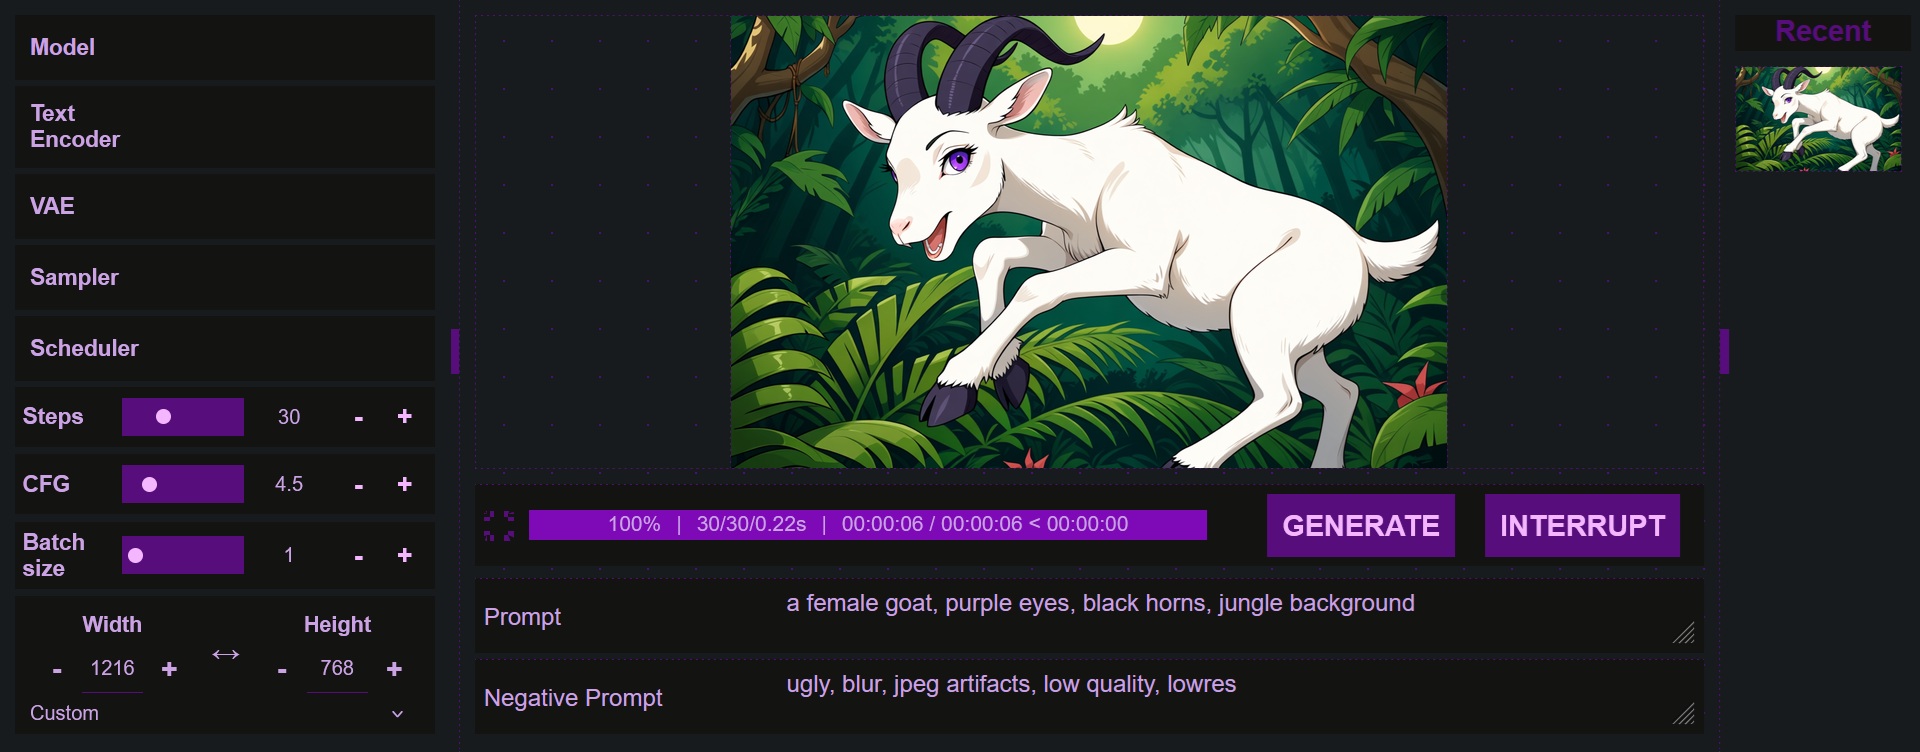 Model
Text
Encoder
VAE
Sampler
Scheduler
Steps 30 - +
CFG 4.5 - +
Batch
size 1 - +
Width Height
- 1216 + ↔ - 768 +
Custom
100% | 30/30/0.22s | 00:00:06 / 00:00:06 < 00:00:00
GENERATE INTERRUPT
Prompt a female goat, purple eyes, black horns, jungle background
Negative Prompt ugly, blur, jpeg artifacts, low quality, lowres
Recent